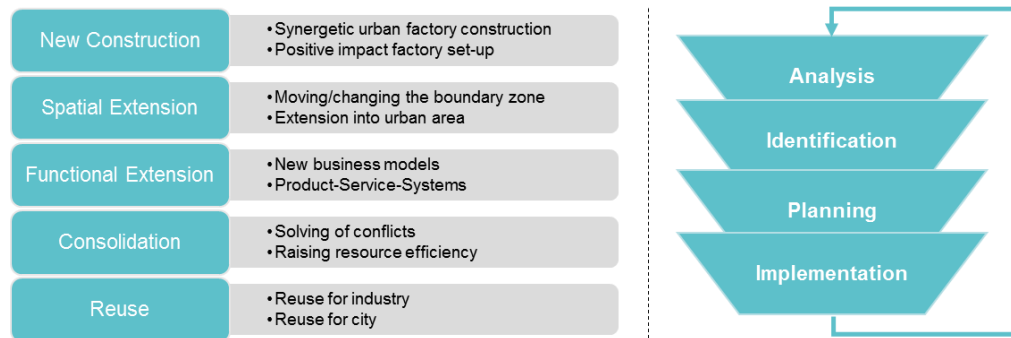 New Construction
•Synergetic urban factory construction
•Positive impact factory set-up
Spatial Extension
•Moving/changing the boundary zone
•Extension into urban area
Functional Extension
•New business models
•Product-Service-Systems
Consolidation
•Solving of conflicts
•Raising resource efficiency
Reuse
•Reuse for industry
•Reuse for city
Analysis
Identification
Planning
Implementation